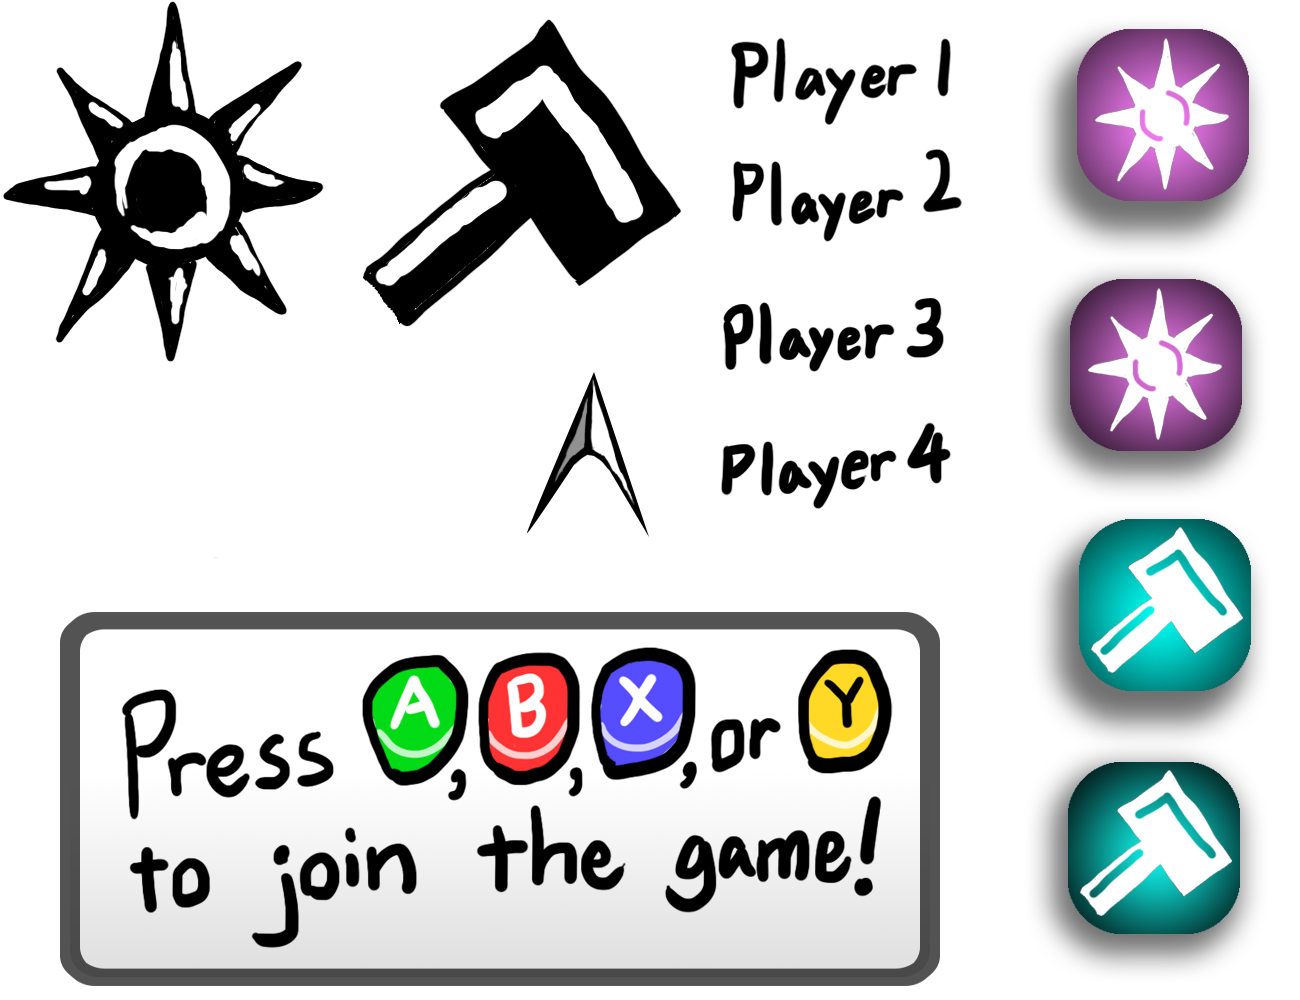 Player 1
Player 2
Player 3
Player 4
Press A, B, X, or Y
to join the game!